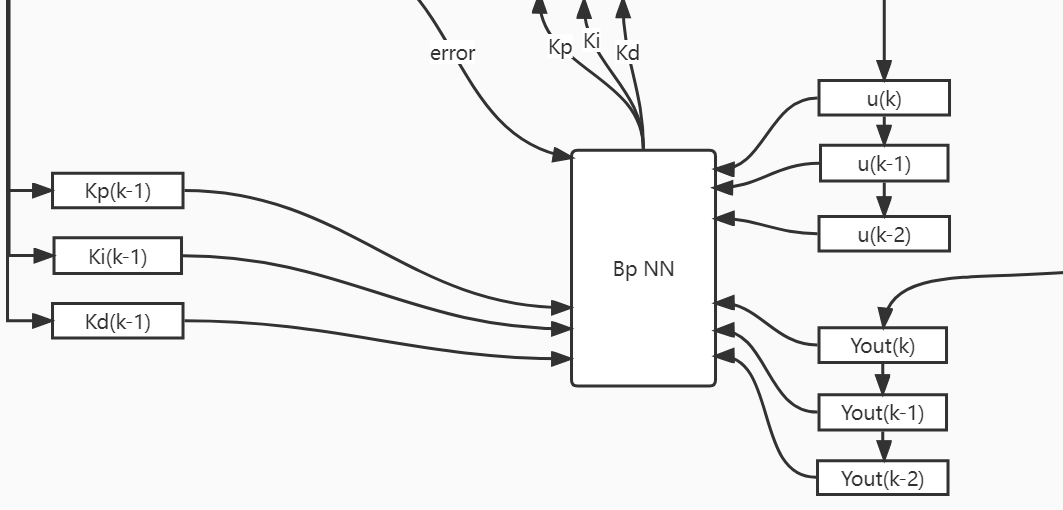 error
Kp
Ki
Kd
u(k)
u(k-1)
u(k-2)
Kp(k-1)
Ki(k-1)
Kd(k-1)
Bp NN
Yout(k)
Yout(k-1)
Yout(k-2)